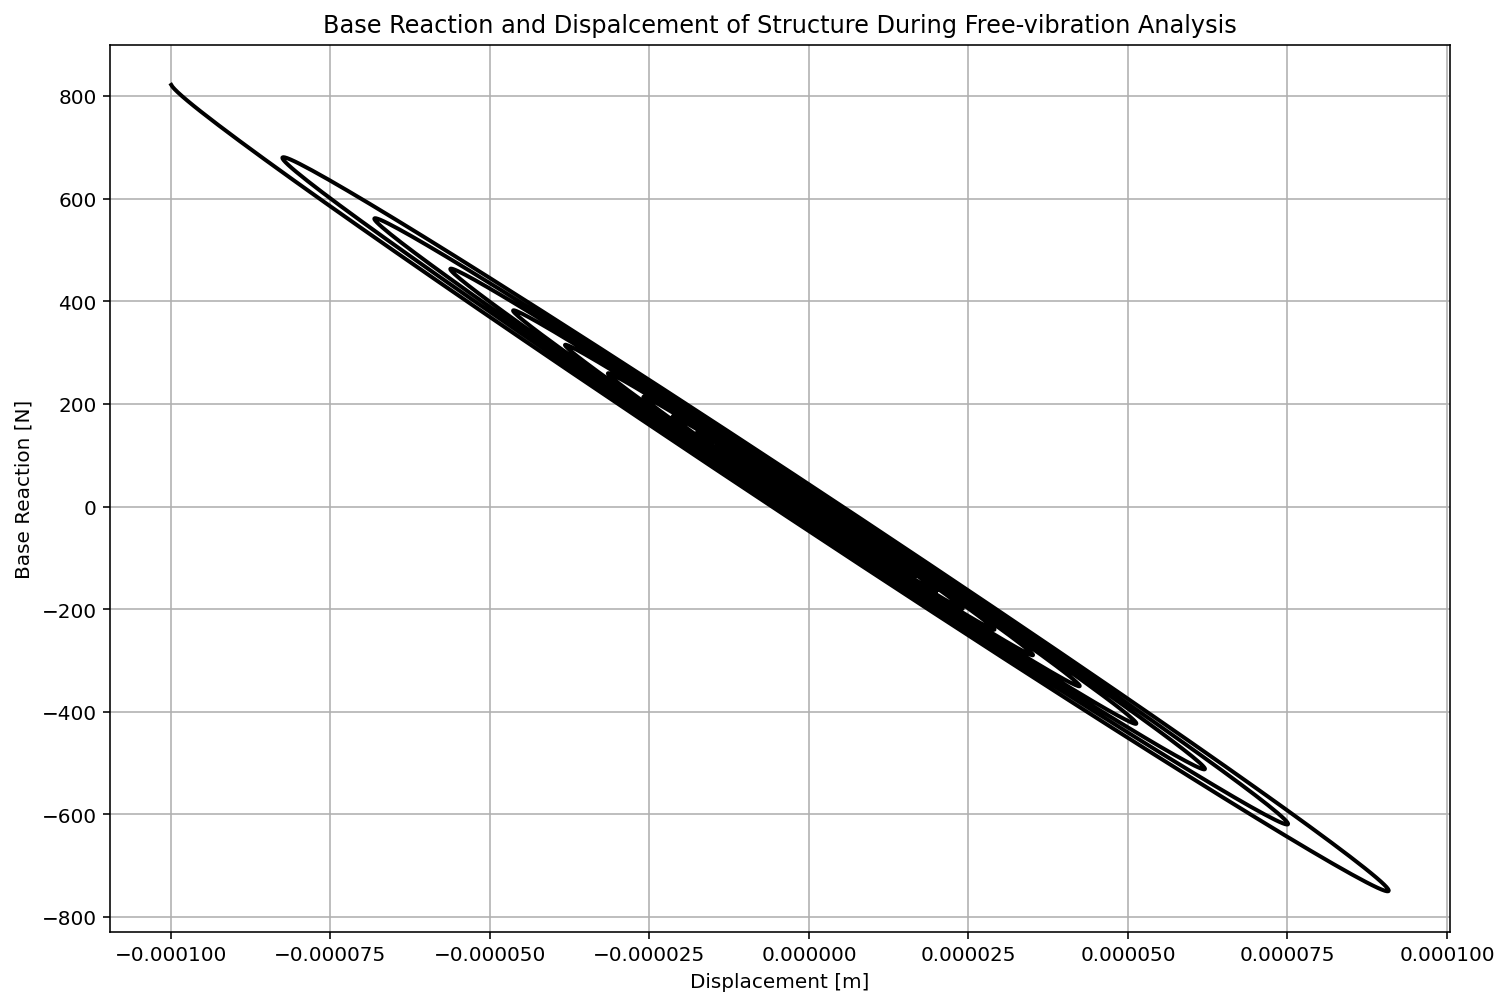 Base Reaction and Dispalcement of Structure During Free-vibration Analysis
Base Reaction [N]
800
600
400
200
0
−200
−400
−600
−800
−0.000100 −0.000075 −0.000050 −0.000025 0.000000 0.000025 0.000050 0.000075 0.000100
Displacement [m]